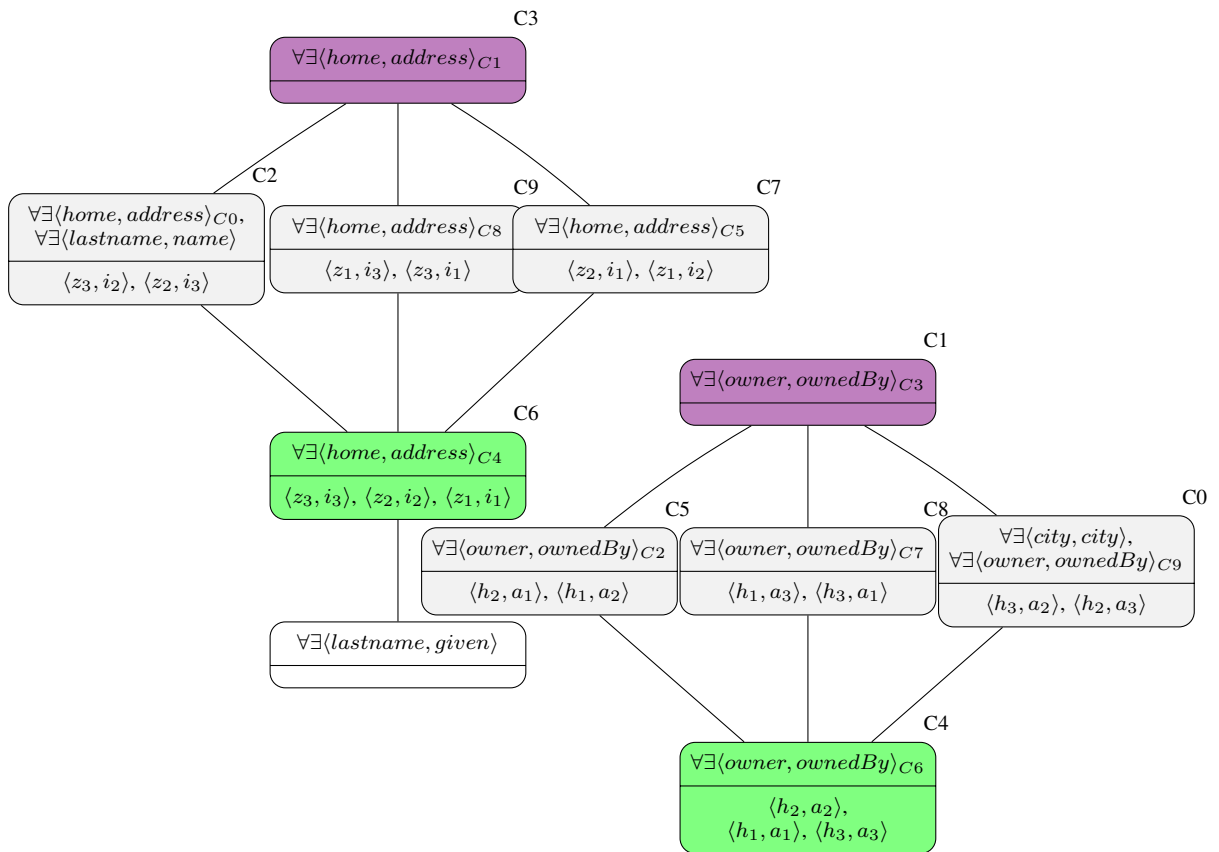 C3
∀∃⟨home, address⟩C1
C2
∀∃⟨home, address⟩C0,
∀∃⟨lastname, name⟩
⟨z3, i2⟩, ⟨z2, i3⟩
C9
∀∃⟨home, address⟩C8
⟨z1, i3⟩, ⟨z3, i1⟩
C7
∀∃⟨home, address⟩C5
⟨z2, i1⟩, ⟨z1, i2⟩
C6
∀∃⟨home, address⟩C4
⟨z3, i3⟩, ⟨z2, i2⟩, ⟨z1, i1⟩
∀∃⟨lastname, given⟩
C1
∀∃⟨owner, ownedBy⟩C3
C5
∀∃⟨owner, ownedBy⟩C2
⟨h2, a1⟩, ⟨h1, a2⟩
C8
∀∃⟨owner, ownedBy⟩C7
⟨h1, a3⟩, ⟨h3, a1⟩
C0
∀∃⟨city, city⟩,
∀∃⟨owner, ownedBy⟩C9
⟨h3, a2⟩, ⟨h2, a3⟩
C4
∀∃⟨owner, ownedBy⟩C6
⟨h2, a2⟩,
⟨h1, a1⟩, ⟨h3, a3⟩